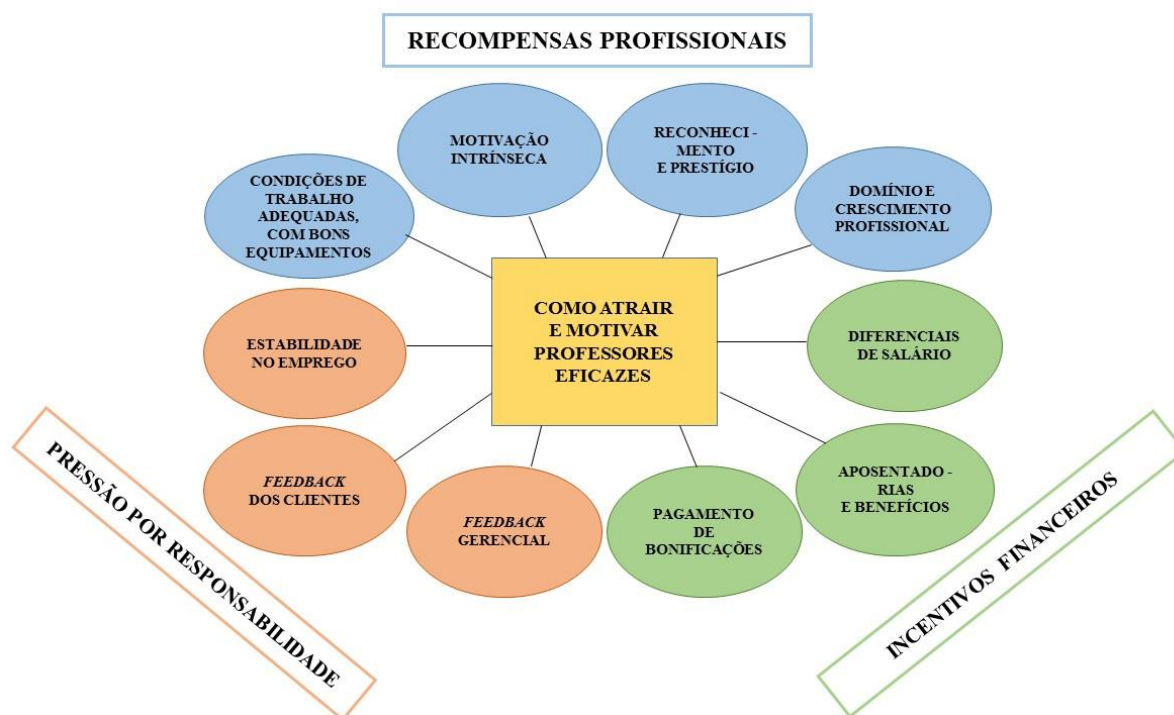 RECOMPENSAS PROFISSIONAIS
MOTIVAÇÃO
INTRÍNSECA
RECONHECI -
MENTO
E PRESTÍGIO
CONDIÇÕES DE
TRABALHO
ADEQUADAS,
COM BONS
EQUIPAMENTOS
DOMÍNIO E
CRESCIMENTO
PROFISSIONAL
COMO ATRAIR
E MOTIVAR
PROFESSORES
EFICAZES
ESTABILIDADE
NO EMPREGO
DIFERENCIAIS
DE SALÁRIO
FEEDBACK
DOS CLIENTES
APOSENTADO -
RIAS
E BENEFÍCIOS
FEEDBACK
GERENCIAL
PAGAMENTO
DE
BONIFICAÇÕES
PRESSÃO POR RESPONSABILIDADE
INCENTIVOS FINANCEIROS